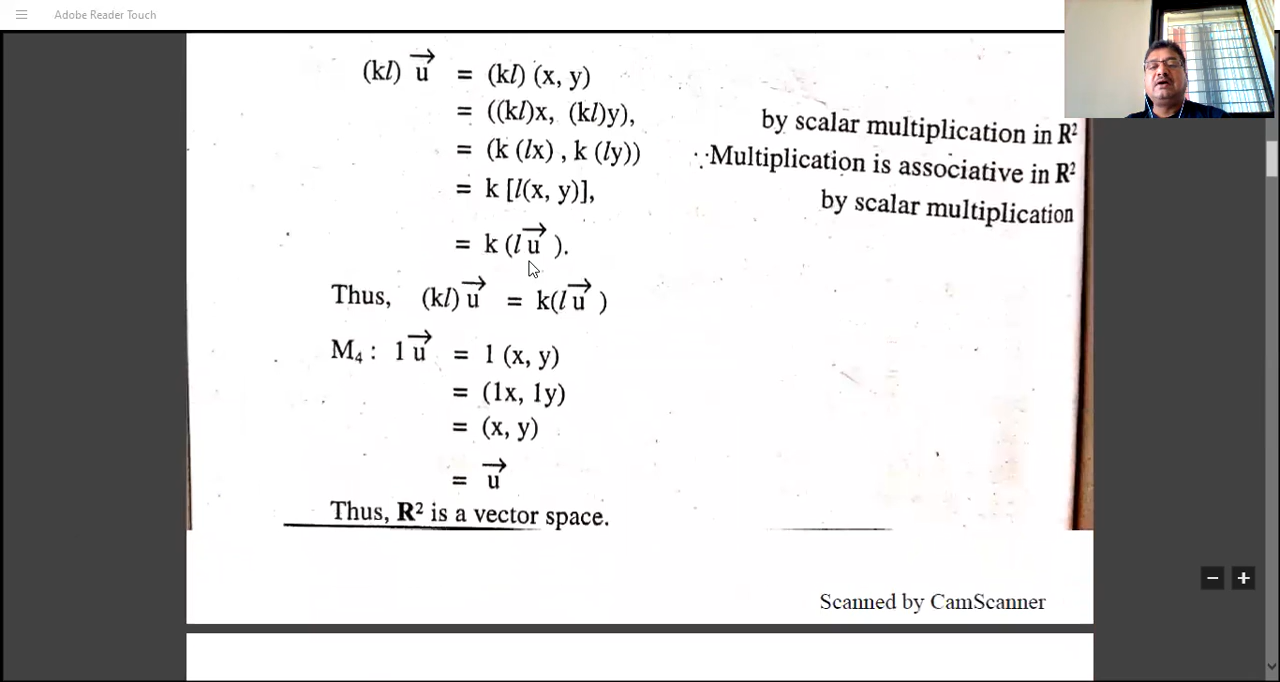 Adobe Reader Touch
(kl) u⃗ = (kl) (x, y)
= ((kl)x, (kl)y), by scalar multiplication in R²
= (k (lx) , k (ly)) ∵ Multiplication is associative in R²
= k [l(x, y)], by scalar multiplication
= k (l u⃗ ).
Thus, (kl) u⃗ = k(l u⃗ )
M₄ : 1 u⃗ = 1 (x, y)
= (1x, 1y)
= (x, y)
= u⃗
Thus, R² is a vector space.
Scanned by CamScanner